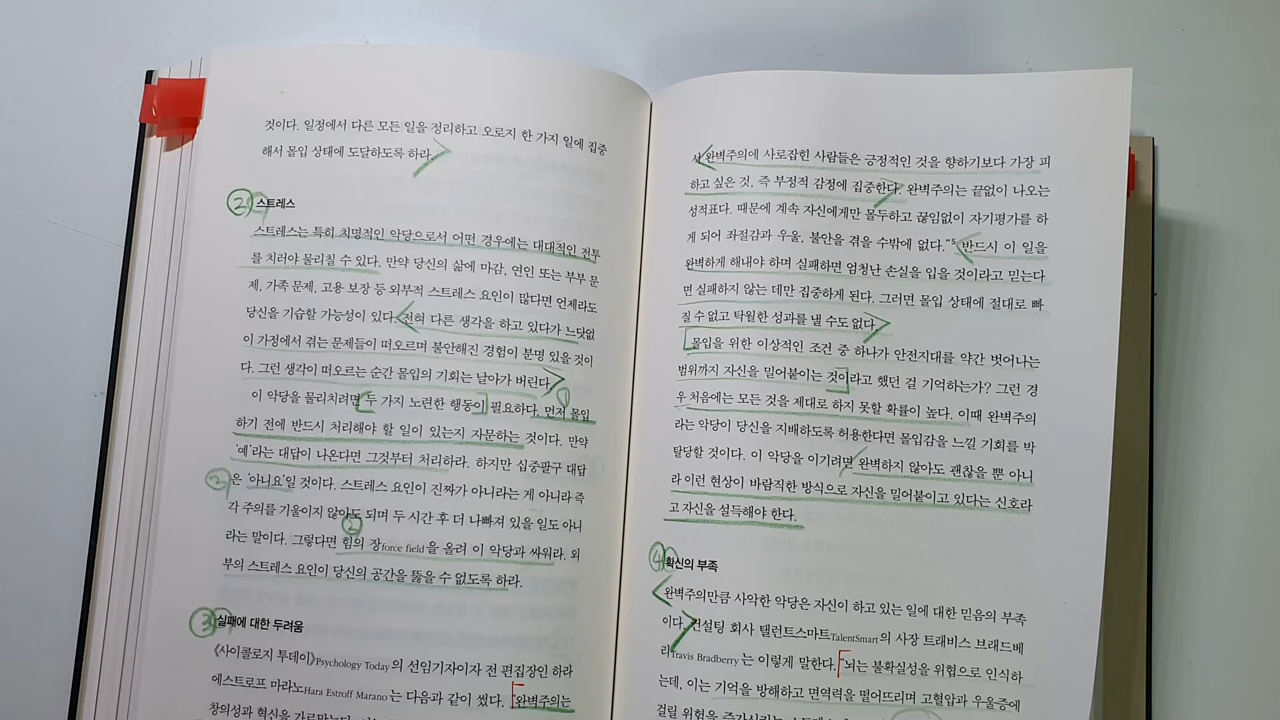 것이다. 일정에서 다른 모든 일을 정리하고 오로지 한 가지 일에 집중
해서 몰입 상태에 도달하도록 하라.
2 스트레스
스트레스는 특히 치명적인 악당으로서 어떤 경우에는 대대적인 전투
를 치러야 물리칠 수 있다. 만약 당신의 삶에 마감, 연인 또는 부부 문
제, 가족 문제, 고용 보장 등 외부적 스트레스 요인이 많다면 언제라도
당신을 기습할 가능성이 있다. 전혀 다른 생각을 하고 있다가 느닷없
이 가정에서 겪는 문제들이 떠오르며 불안해진 경험이 분명 있을 것이
다. 그런 생각이 떠오르는 순간 몰입의 기회는 날아가 버린다.
1
이 악당을 물리치려면 두 가지 노련한 행동이 필요하다. 먼저 몰입
하기 전에 반드시 처리해야 할 일이 있는지 자문하는 것이다. 만약
'예'라는 대답이 나온다면 그것부터 처리하라. 하지만 십중팔구 대답
은 '아니요'일 것이다. 스트레스 요인이 진짜가 아니라는 게 아니라 즉
각 주의를 기울이지 않아도 되며 두 시간 후 더 나빠져 있을 일도 아니
2
라는 말이다. 그렇다면 힘의 장force field을 올려 이 악당과 싸워라. 외
부의 스트레스 요인이 당신의 공간을 뚫을 수 없도록 하라.
3 실패에 대한 두려움
《사이콜로지 투데이》Psychology Today의 선임기자이자 전 편집장인 하라
에스트로프 마라노Hara Estroff Marano는 다음과 같이 썼다. "완벽주의는
창의성과 혁신을
서 완벽주의에 사로잡힌 사람들은 긍정적인 것을 향하기보다 가장 피
하고 싶은 것, 즉 부정적 감정에 집중한다. 완벽주의는 끝없이 나오는
성적표다. 때문에 계속 자신에게만 몰두하고 끊임없이 자기평가를 하
게 되어 좌절감과 우울, 불안을 겪을 수밖에 없다."5 반드시 이 일을
완벽하게 해내야 하며 실패하면 엄청난 손실을 입을 것이라고 믿는다
면 실패하지 않는 데만 집중하게 된다. 그러면 몰입 상태에 절대로 빠
질 수 없고 탁월한 성과를 낼 수도 없다.
몰입을 위한 이상적인 조건 중 하나가 안전지대를 약간 벗어나는
범위까지 자신을 밀어붙이는 것이라고 했던 걸 기억하는가? 그런 경
우 처음에는 모든 것을 제대로 하지 못할 확률이 높다. 이때 완벽주의
라는 악당이 당신을 지배하도록 허용한다면 몰입감을 느낄 기회를 박
탈당할 것이다. 이 악당을 이기려면 완벽하지 않아도 괜찮을 뿐 아니
라 이런 현상이 바람직한 방식으로 자신을 밀어붙이고 있다는 신호라
고 자신을 설득해야 한다.
4 확신의 부족
완벽주의만큼 사악한 악당은 자신이 하고 있는 일에 대한 믿음의 부족
이다. 컨설팅 회사 탤런트스마트TalentSmart의 사장 트래비스 브래드베
리Travis Bradberry는 이렇게 말한다. "뇌는 불확실성을 위협으로 인식하
는데, 이는 기억을 방해하고 면역력을 떨어뜨리며 고혈압과 우울증에
걸릴 위험을